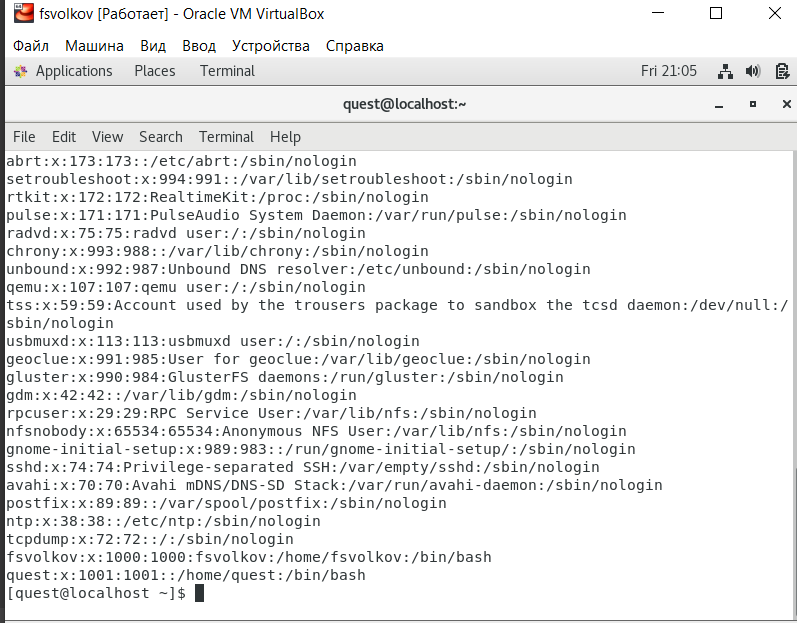 fsvolkov [Работает] - Oracle VM VirtualBox
Файл Машина Вид Ввод Устройства Справка
Applications Places Terminal Fri 21:05
quest@localhost:~
File Edit View Search Terminal Help
abrt:x:173:173::/etc/abrt:/sbin/nologin
setroubleshoot:x:994:991::/var/lib/setroubleshoot:/sbin/nologin
rtkit:x:172:172:RealtimeKit:/proc:/sbin/nologin
pulse:x:171:171:PulseAudio System Daemon:/var/run/pulse:/sbin/nologin
radvd:x:75:75:radvd user:/:/sbin/nologin
chrony:x:993:988::/var/lib/chrony:/sbin/nologin
unbound:x:992:987:Unbound DNS resolver:/etc/unbound:/sbin/nologin
qemu:x:107:107:qemu user:/:/sbin/nologin
tss:x:59:59:Account used by the trousers package to sandbox the tcsd daemon:/dev/null:/
sbin/nologin
usbmuxd:x:113:113:usbmuxd user:/:/sbin/nologin
geoclue:x:991:985:User for geoclue:/var/lib/geoclue:/sbin/nologin
gluster:x:990:984:GlusterFS daemons:/run/gluster:/sbin/nologin
gdm:x:42:42::/var/lib/gdm:/sbin/nologin
rpcuser:x:29:29:RPC Service User:/var/lib/nfs:/sbin/nologin
nfsnobody:x:65534:65534:Anonymous NFS User:/var/lib/nfs:/sbin/nologin
gnome-initial-setup:x:989:983::/run/gnome-initial-setup/:/sbin/nologin
sshd:x:74:74:Privilege-separated SSH:/var/empty/sshd:/sbin/nologin
avahi:x:70:70:Avahi mDNS/DNS-SD Stack:/var/run/avahi-daemon:/sbin/nologin
postfix:x:89:89::/var/spool/postfix:/sbin/nologin
ntp:x:38:38::/etc/ntp:/sbin/nologin
tcpdump:x:72:72::/:/sbin/nologin
fsvolkov:x:1000:1000:fsvolkov:/home/fsvolkov:/bin/bash
quest:x:1001:1001::/home/quest:/bin/bash
[quest@localhost ~]$